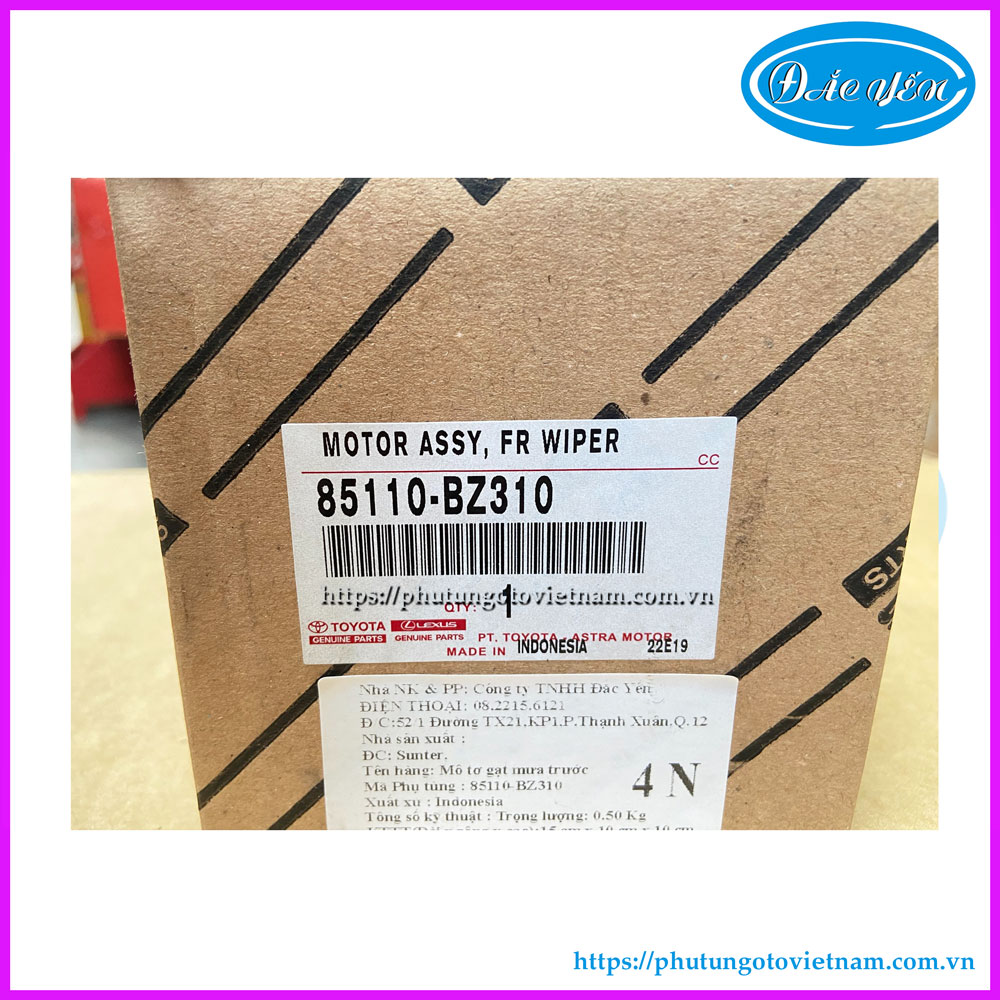 ĐẮC YẾN
MOTOR ASSY, FR WIPER
CC
85110-BZ310
https://phutungotovietnam.com.vn
QTY: 1
TOYOTA LEXUS
GENUINE PARTS GENUINE PARTS PT. TOYOTA-ASTRA MOTOR
MADE IN INDONESIA 22E19
Nhà NK & PP: Công ty TNHH Đắc Yến
ĐIỆN THOẠI: 08.2215.6121
Đ C:52/1 Đường TX21,KP1,P.Thạnh Xuân,Q.12
Nhà sản xuất :
ĐC: Sunter,
Tên hàng: Mô tơ gạt mưa trước
4 N
Mã Phụ tùng : 85110-BZ310
Xuất xứ : Indonesia
Tổng số kỹ thuật : Trọng lượng: 0.50 Kg
https://phutungotovietnam.com.vn